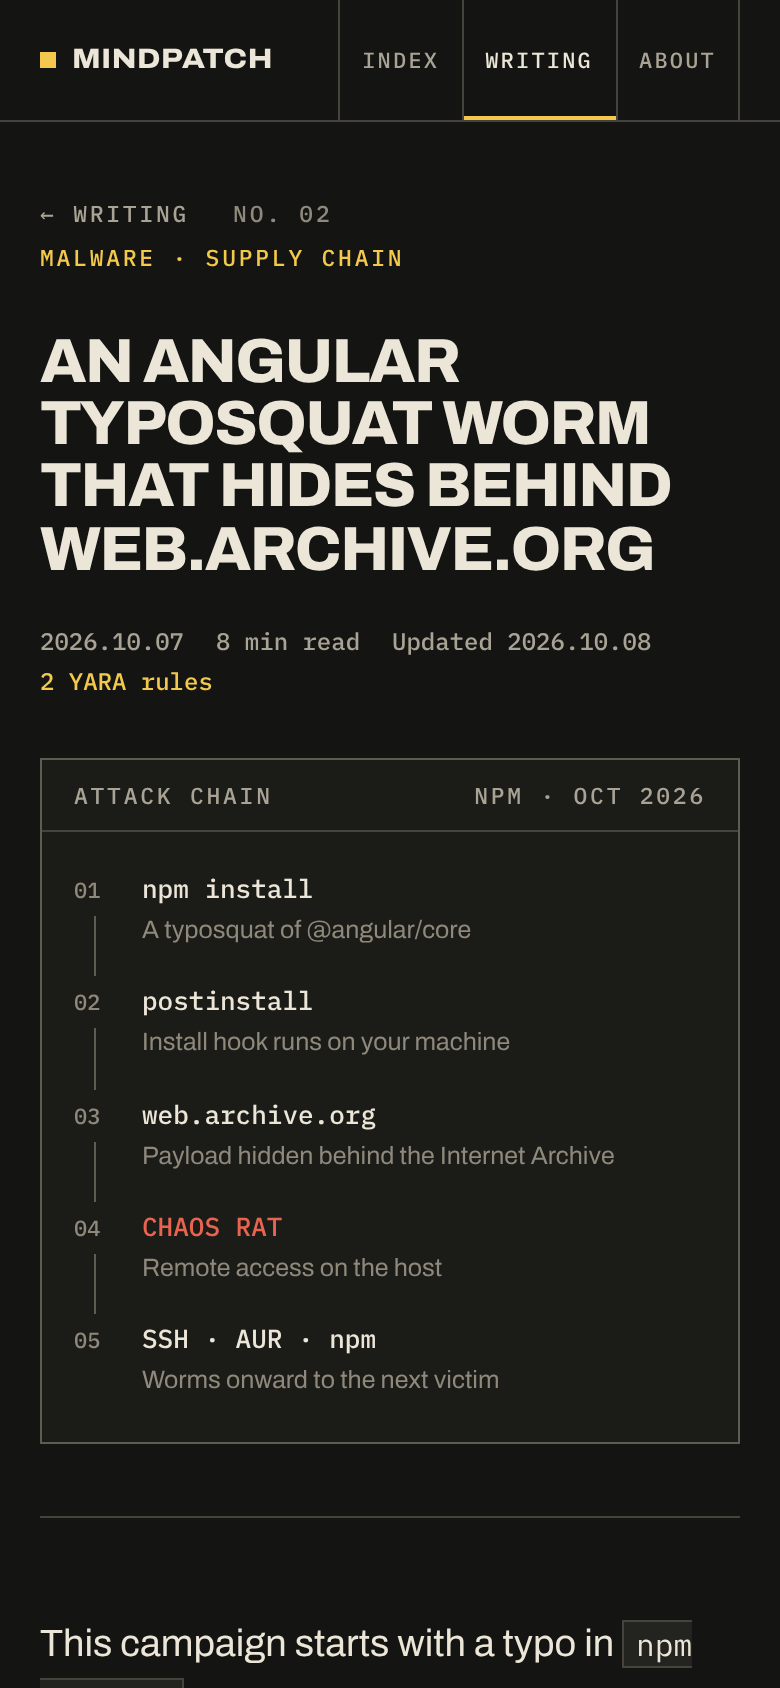 MINDPATCH INDEX WRITING ABOUT
← WRITING NO. 02
MALWARE · SUPPLY CHAIN
AN ANGULAR
TYPOSQUAT WORM
THAT HIDES BEHIND
WEB.ARCHIVE.ORG
2026.10.07 8 min read Updated 2026.10.08
2 YARA rules
ATTACK CHAIN NPM · OCT 2026
01 npm install
A typosquat of @angular/core
02 postinstall
Install hook runs on your machine
03 web.archive.org
Payload hidden behind the Internet Archive
04 CHAOS RAT
Remote access on the host
05 SSH · AUR · npm
Worms onward to the next victim
This campaign starts with a typo in npm